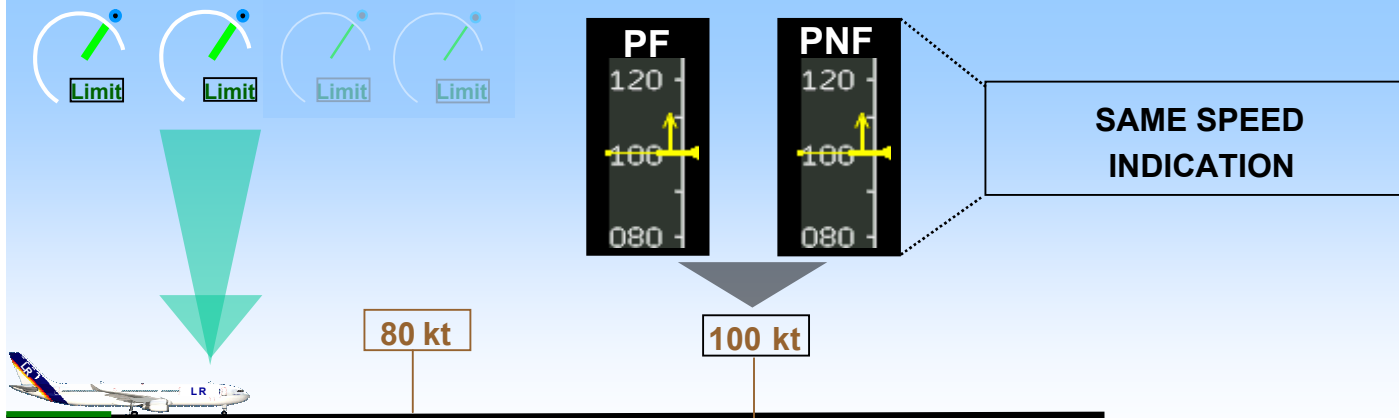 Limit Limit Limit Limit
PF
120
100
080
PNF
120
100
080
SAME SPEED
INDICATION
80 kt
100 kt
LR
LR